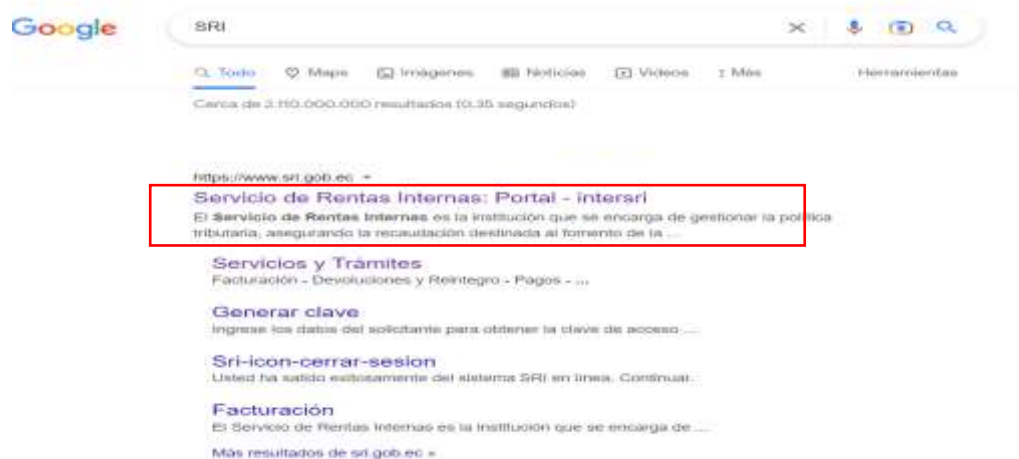 Google
SRI
Todo Maps Imágenes Noticias Videos Más Herramientas
Cerca de 2.110.000.000 resultados (0.35 segundos)
https://www.sri.gob.ec
Servicio de Rentas Internas: Portal - intersri
El Servicio de Rentas Internas es la institución que se encarga de gestionar la política
tributaria, asegurando la recaudación destinada al fomento de la ...
Servicios y Trámites
Facturación - Devoluciones y Reintegro - Pagos - ...
Generar clave
Ingrese los datos del solicitante para obtener la clave de acceso ...
Sri-icon-cerrar-sesion
Usted ha salido exitosamente del sistema SRI en línea. Continuar.
Facturación
El Servicio de Rentas Internas es la institución que se encarga de ...
Más resultados de sri.gob.ec »